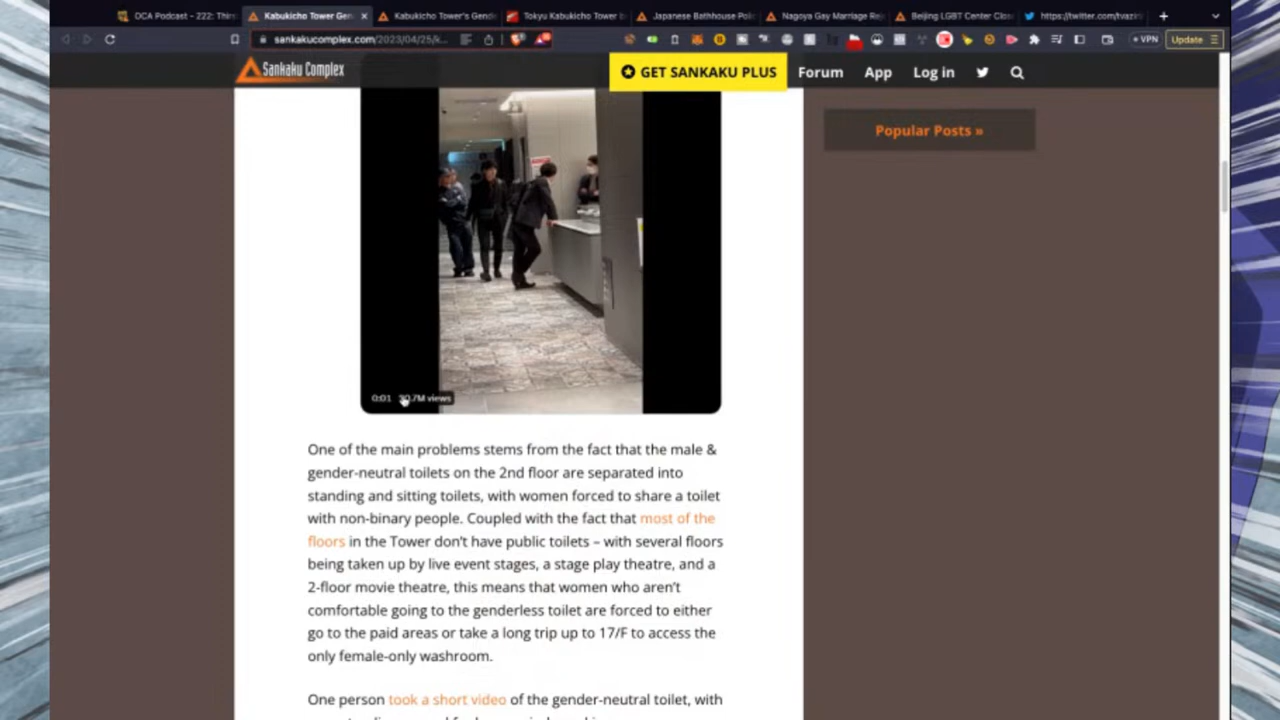 OCA Podcast - 222: Thirs
Kabukicho Tower Gen
Kabukicho Tower's Gend
Tokyu Kabukicho Tower
Japanese Bathhouse Pol
Nagoya Gay Marriage
Beijing LGBT Center Clos
https://twitter.com/tvazir
sankakucomplex.com/2023/04/25/k...
VPN
Update
Sankaku Complex
GET SANKAKU PLUS
Forum
App
Log in
Popular Posts »
0:01 views
One of the main problems stems from the fact that the male &
gender-neutral toilets on the 2nd floor are separated into
standing and sitting toilets, with women forced to share a toilet
with non-binary people. Coupled with the fact that most of the
floors in the Tower don't have public toilets – with several floors
being taken up by live event stages, a stage play theatre, and a
2-floor movie theatre, this means that women who aren't
comfortable going to the genderless toilet are forced to either
go to the paid areas or take a long trip up to 17/F to access the
only female-only washroom.
One person took a short video of the gender-neutral toilet, with